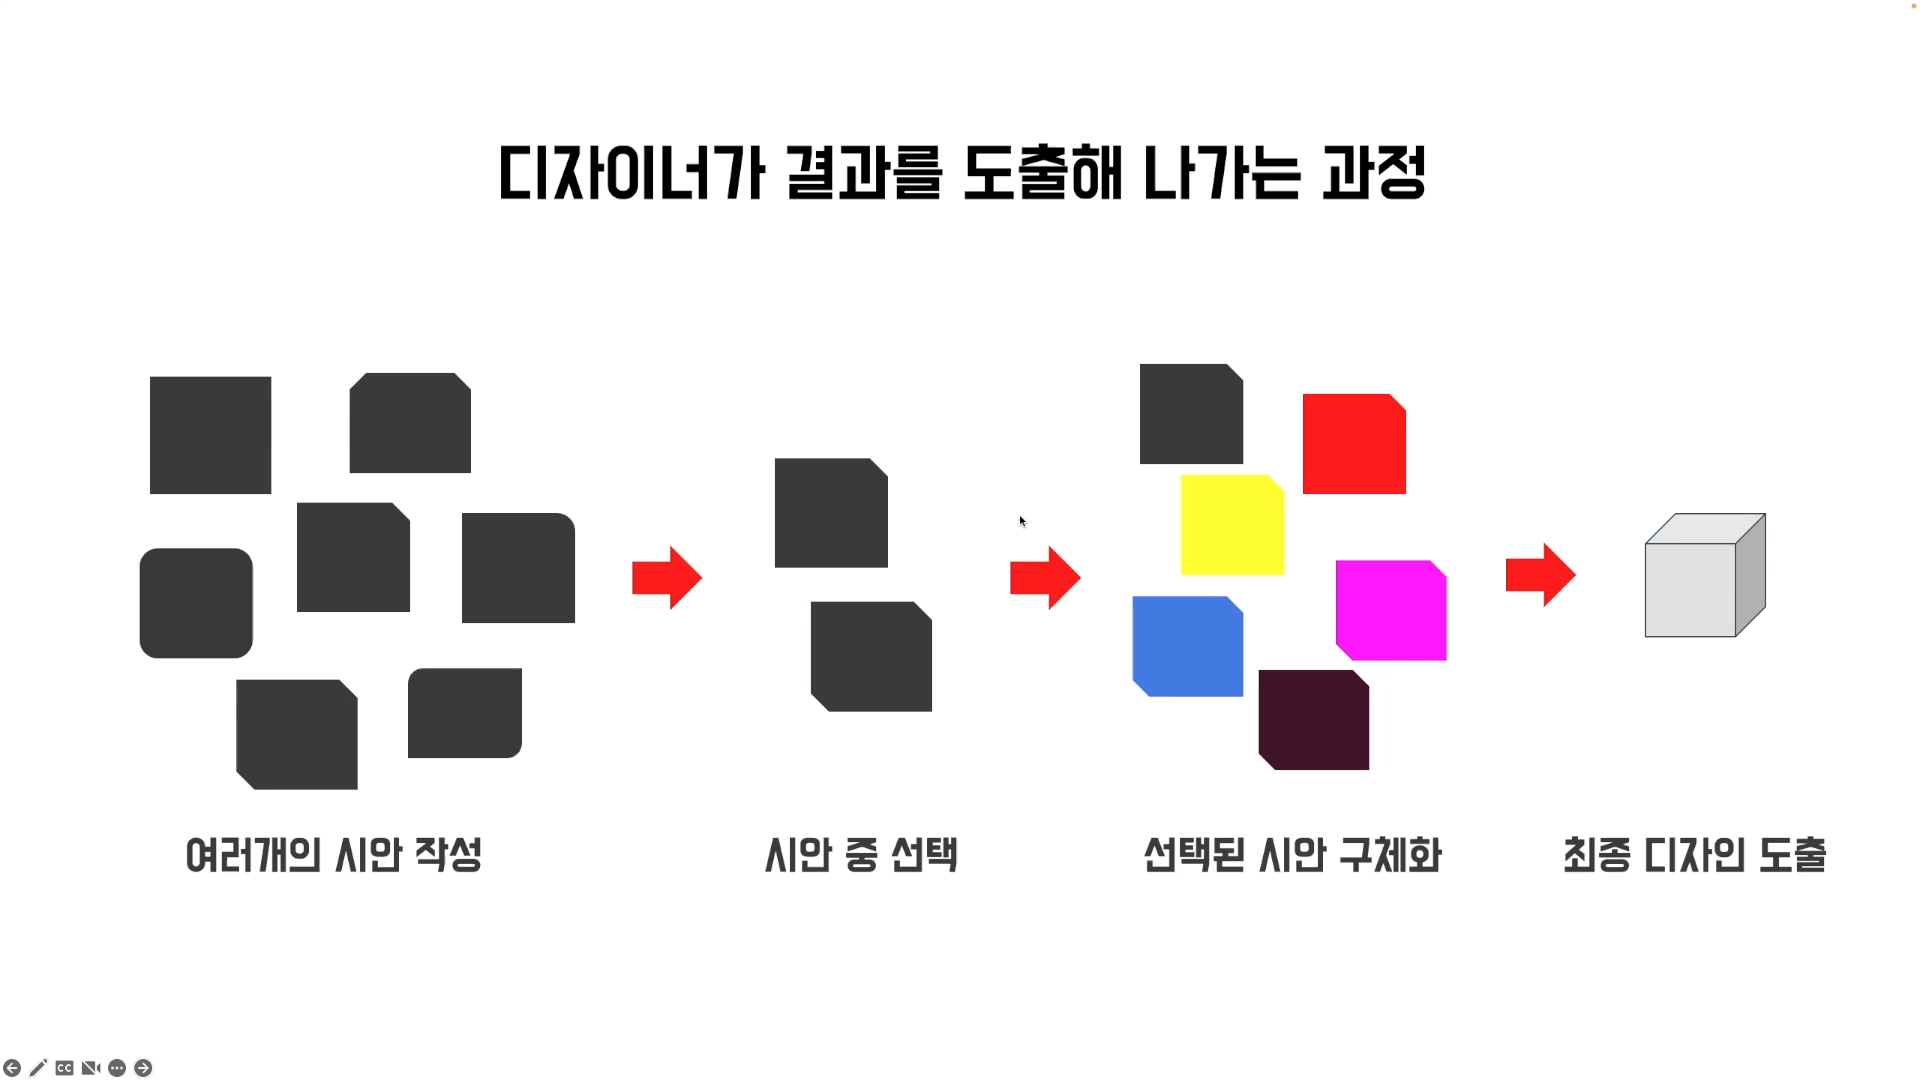 디자이너가 결과를 도출해 나가는 과정
여러개의 시안 작성
시안 중 선택
선택된 시안 구체화
최종 디자인 도출
CC